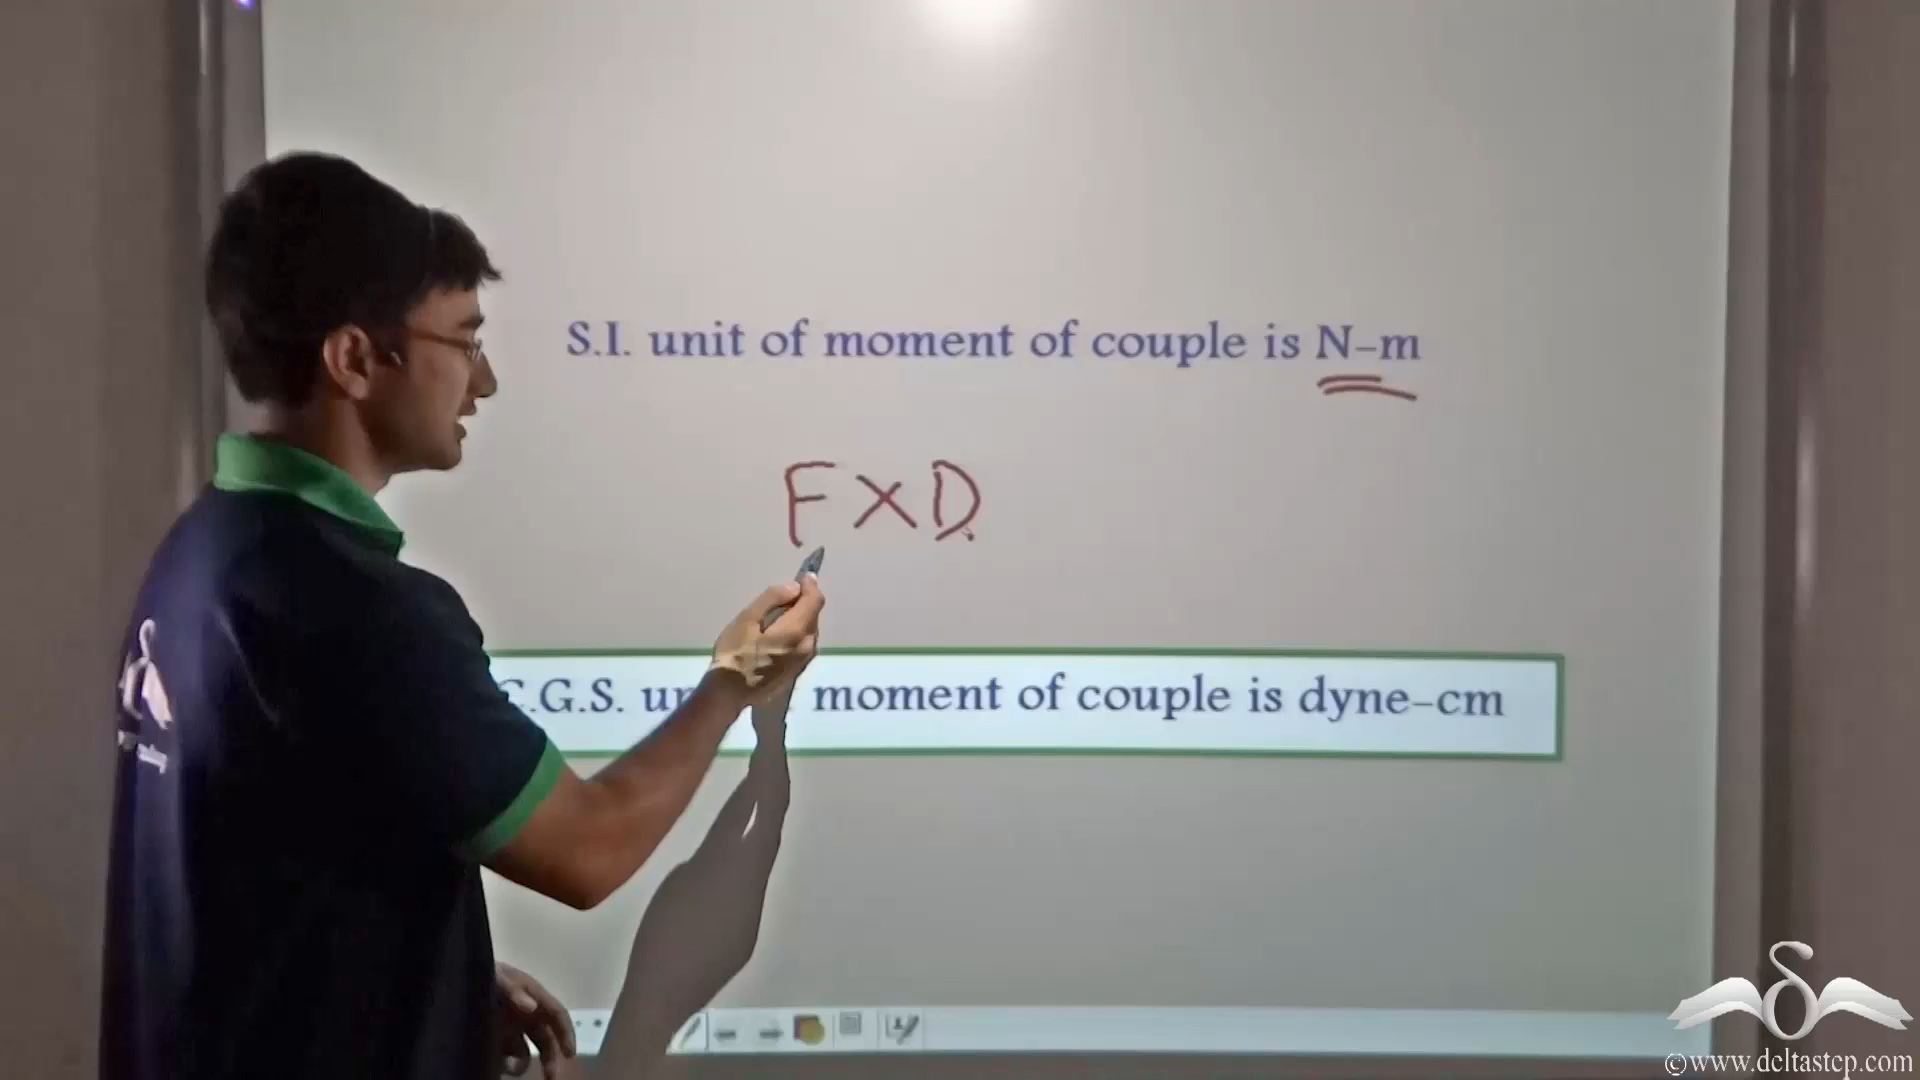 S.I. unit of moment of couple is N-m
F X D
C.G.S. moment of couple is dyne-cm
©www.deltastep.com